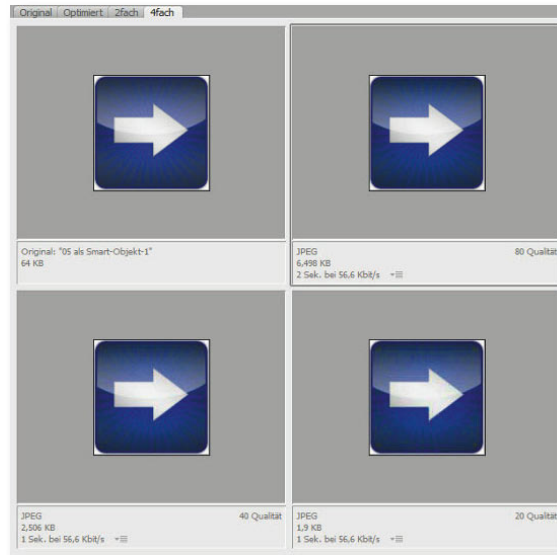 Original Optimiert 2fach 4fach
Original: "05 als Smart-Objekt-1"
64 KB
JPEG 80 Qualität
6,498 KB
2 Sek. bei 56,6 Kbit/s
JPEG 40 Qualität
2,506 KB
1 Sek. bei 56,6 Kbit/s
JPEG 20 Qualität
1,9 KB
1 Sek. bei 56,6 Kbit/s